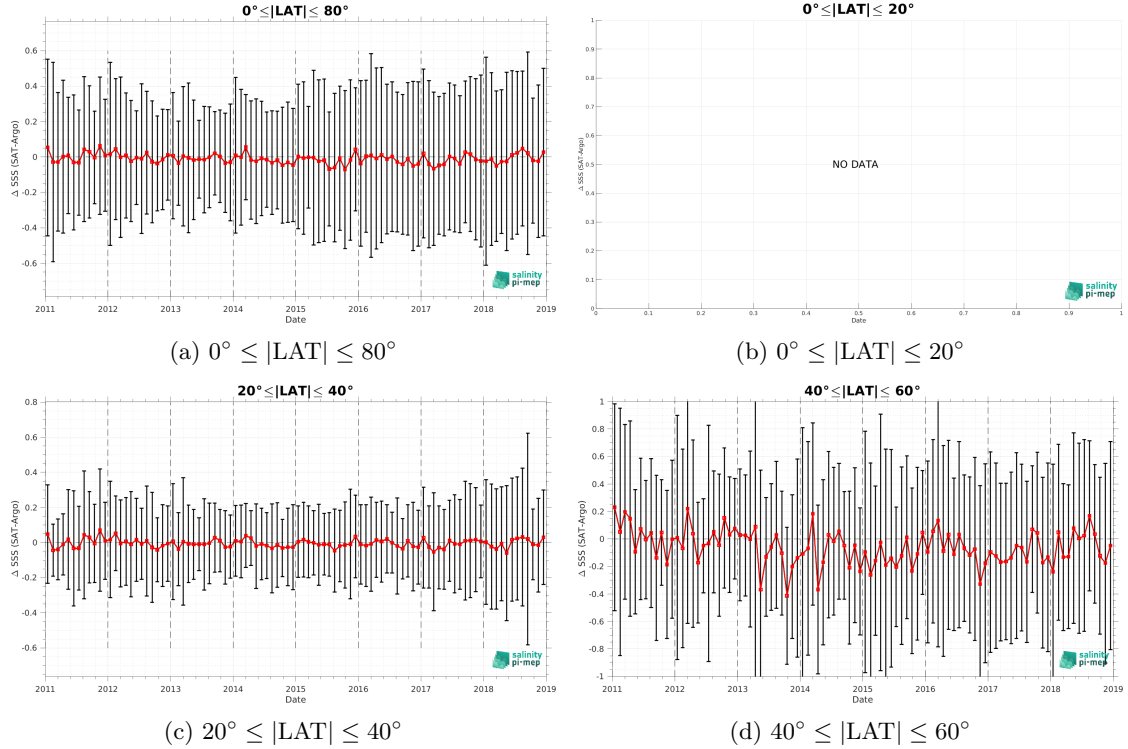 0°≤|LAT|≤ 80°
Δ SSS (SAT-Argo)
0.6
0.4
0.2
0
-0.2
-0.4
-0.6
2011 2012 2013 2014 2015 2016 2017 2018 2019
Date
salinity
pi-mep
(a) 0° ≤ |LAT| ≤ 80°
0°≤|LAT|≤ 20°
Δ SSS (SAT-Argo)
1
0.9
0.8
0.7
0.6
0.5
0.4
0.3
0.2
0.1
0
NO DATA
0 0.1 0.2 0.3 0.4 0.5 0.6 0.7 0.8 0.9 1
Date
salinity
pi-mep
(b) 0° ≤ |LAT| ≤ 20°
20°≤|LAT|≤ 40°
Δ SSS (SAT-Argo)
0.8
0.6
0.4
0.2
0
-0.2
-0.4
-0.6
2011 2012 2013 2014 2015 2016 2017 2018 2019
Date
salinity
pi-mep
(c) 20° ≤ |LAT| ≤ 40°
40°≤|LAT|≤ 60°
Δ SSS (SAT-Argo)
1
0.8
0.6
0.4
0.2
0
-0.2
-0.4
-0.6
-0.8
-1
2011 2012 2013 2014 2015 2016 2017 2018 2019
Date
salinity
pi-mep
(d) 40° ≤ |LAT| ≤ 60°